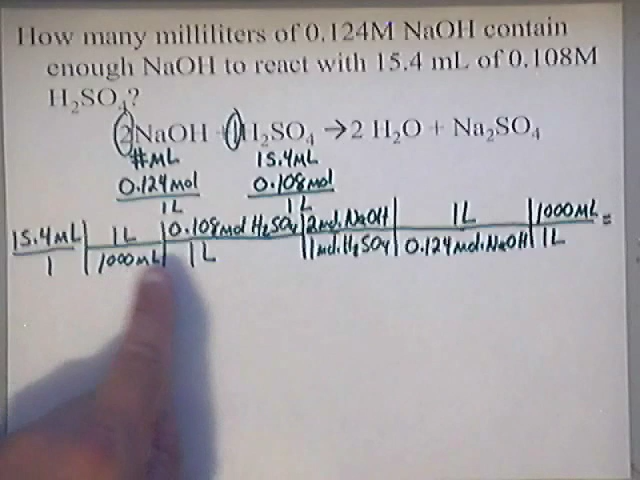 How many milliliters of 0.124M NaOH contain
enough NaOH to react with 15.4 mL of 0.108M
H₂SO₄?
2NaOH + 1H₂SO₄ → 2 H₂O + Na₂SO₄
#ML 15.4ML
0.124mol 0.108mol
1L 1L
15.4ML 1L 0.108mol H₂SO₄ 2mol. NaOH 1L 1000ML =
1 1000mL 1L 1mol. H₂SO₄ 0.124mol. NaOH 1L